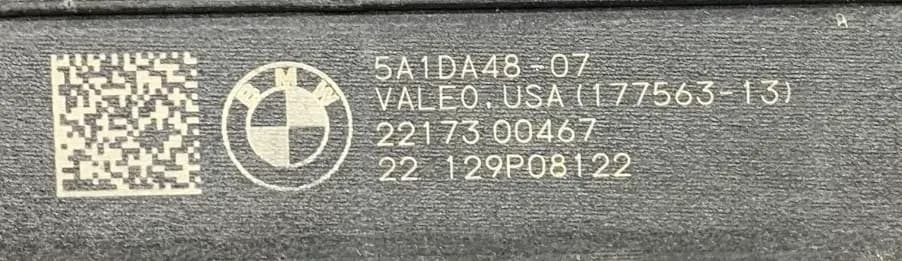 A
BMW
5A1DA48-07
VALEO, USA (177563-13)
22173 00467
22 129P08122